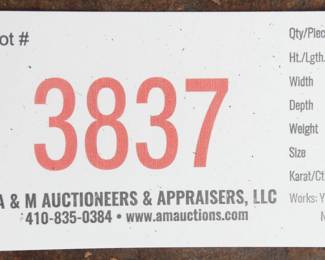 ot #
3837
A & M AUCTIONEERS & APPRAISERS, LLC
410-835-0384 • www.amauctions.com
Qty/Piec
Ht./Lgth.
Width
Depth
Weight
Size
Karat/Ct
Works: Y
N